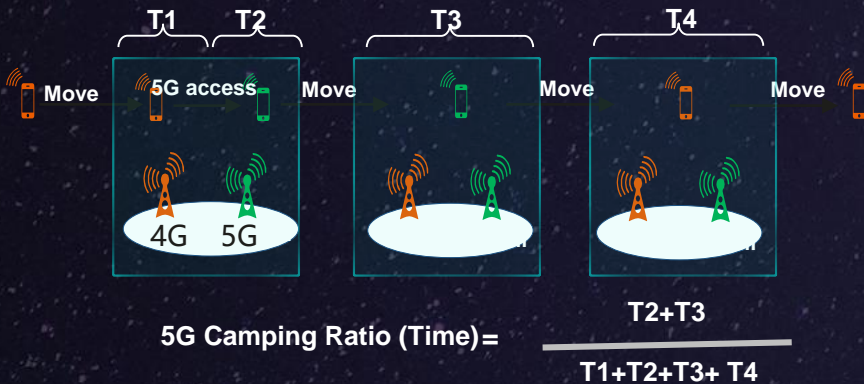 T1 T2 T3 T4
Move 5G access Move Move Move
4G 5G
T2+T3
5G Camping Ratio (Time)=
T1+T2+T3+ T4